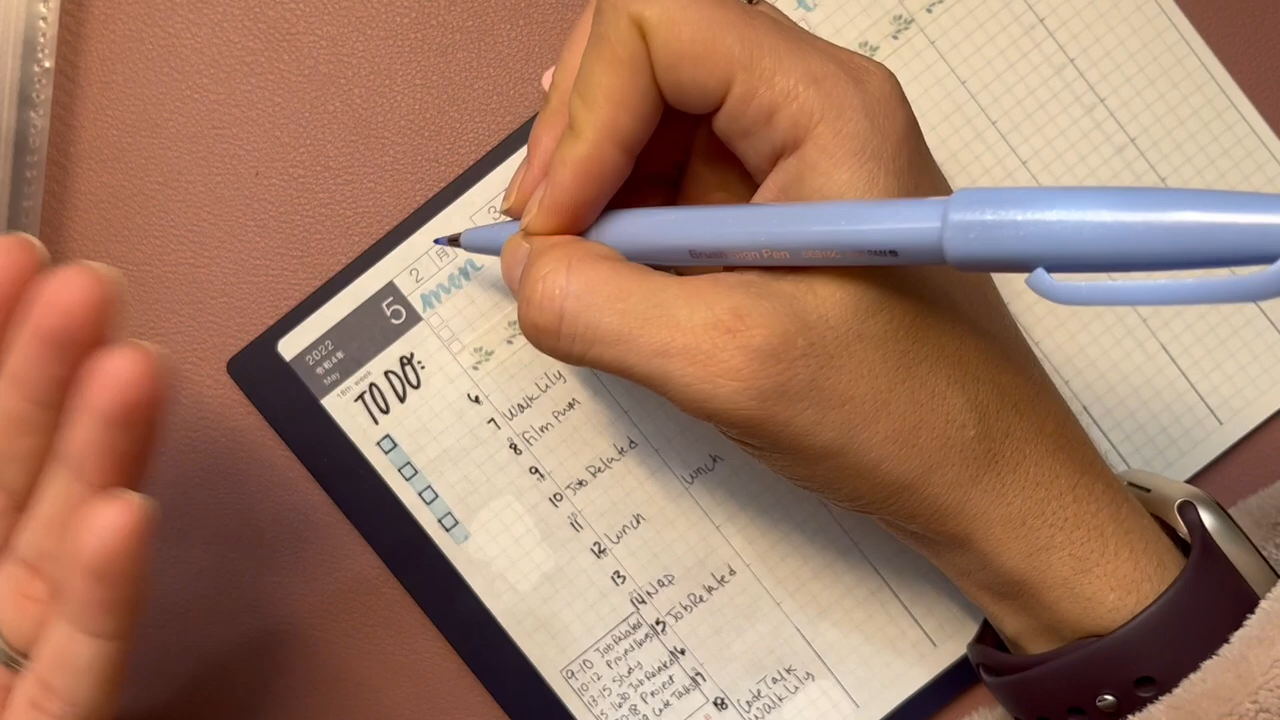 2022
令和4年
May
5
18th week
2 月
3
mon
TO DO:
6
7 Walk Lily
8 Film PWM
9
10 Job Related
11
12 Lunch
13
14 Nap
15 Job Related
16
17
18 Code Talk
Walk Lily
Lunch
9-10 Job Related
10-12 Project
13-15 Study
15-1630 Job Related
Project
Code Talk
Brush Sign Pen